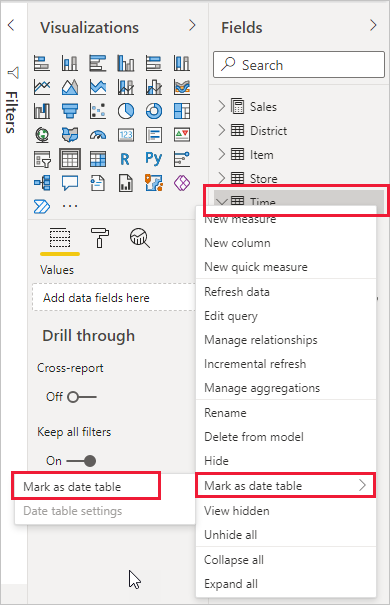 Visualizations
Fields
Filters
Search
Sales
District
Item
Store
Time
123
R
Py
Values
Add data fields here
Drill through
Cross-report
Off
Keep all filters
On
New measure
New column
New quick measure
Refresh data
Edit query
Manage relationships
Incremental refresh
Manage aggregations
Rename
Delete from model
Hide
Mark as date table
View hidden
Unhide all
Collapse all
Expand all
Mark as date table
Date table settings